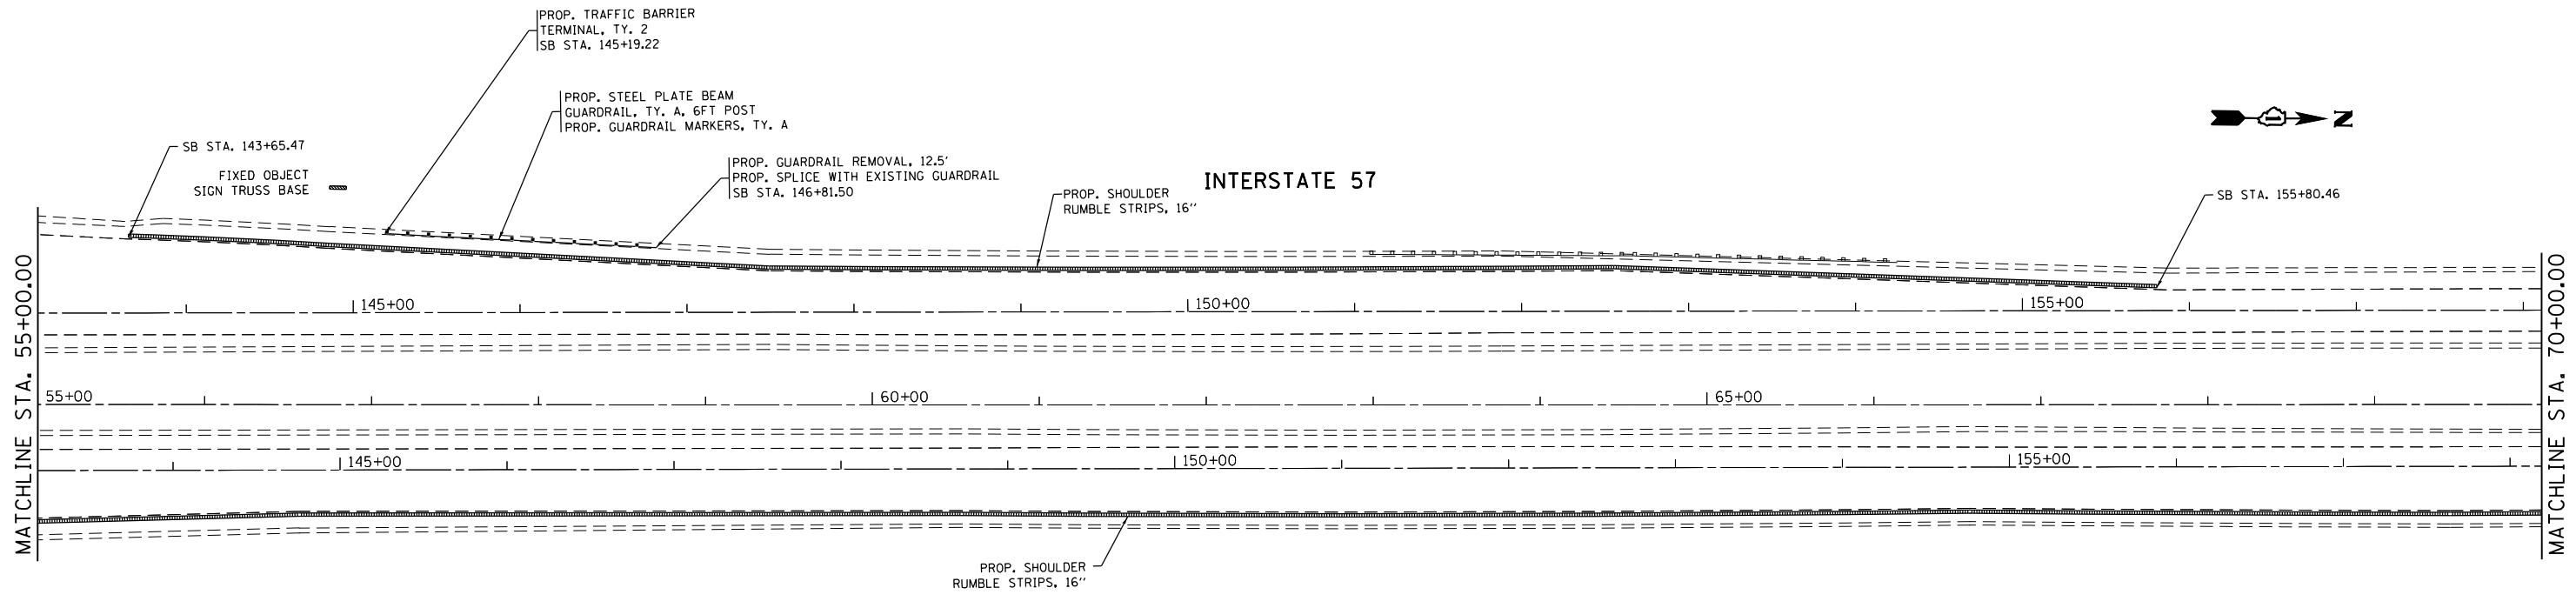 PROP. TRAFFIC BARRIER
TERMINAL, TY. 2
SB STA. 145+19.22
PROP. STEEL PLATE BEAM
GUARDRAIL, TY. A, 6FT POST
PROP. GUARDRAIL MARKERS, TY. A
SB STA. 143+65.47
FIXED OBJECT
SIGN TRUSS BASE
PROP. GUARDRAIL REMOVAL, 12.5'
PROP. SPLICE WITH EXISTING GUARDRAIL
SB STA. 146+81.50
INTERSTATE 57
PROP. SHOULDER
RUMBLE STRIPS, 16"
N
SB STA. 155+80.46
MATCHLINE STA. 55+00.00
145+00
150+00
155+00
55+00
60+00
65+00
145+00
150+00
155+00
MATCHLINE STA. 70+00.00
PROP. SHOULDER
RUMBLE STRIPS, 16"